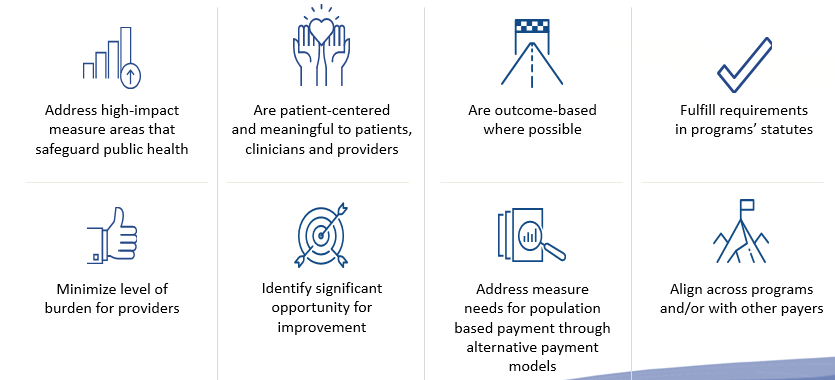 Address high-impact
measure areas that
safeguard public health
Are patient-centered
and meaningful to patients,
clinicians and providers
Are outcome-based
where possible
Fulfill requirements
in programs’ statutes
Minimize level of
burden for providers
Identify significant
opportunity for
improvement
Address measure
needs for population
based payment through
alternative payment
models
Align across programs
and/or with other payers